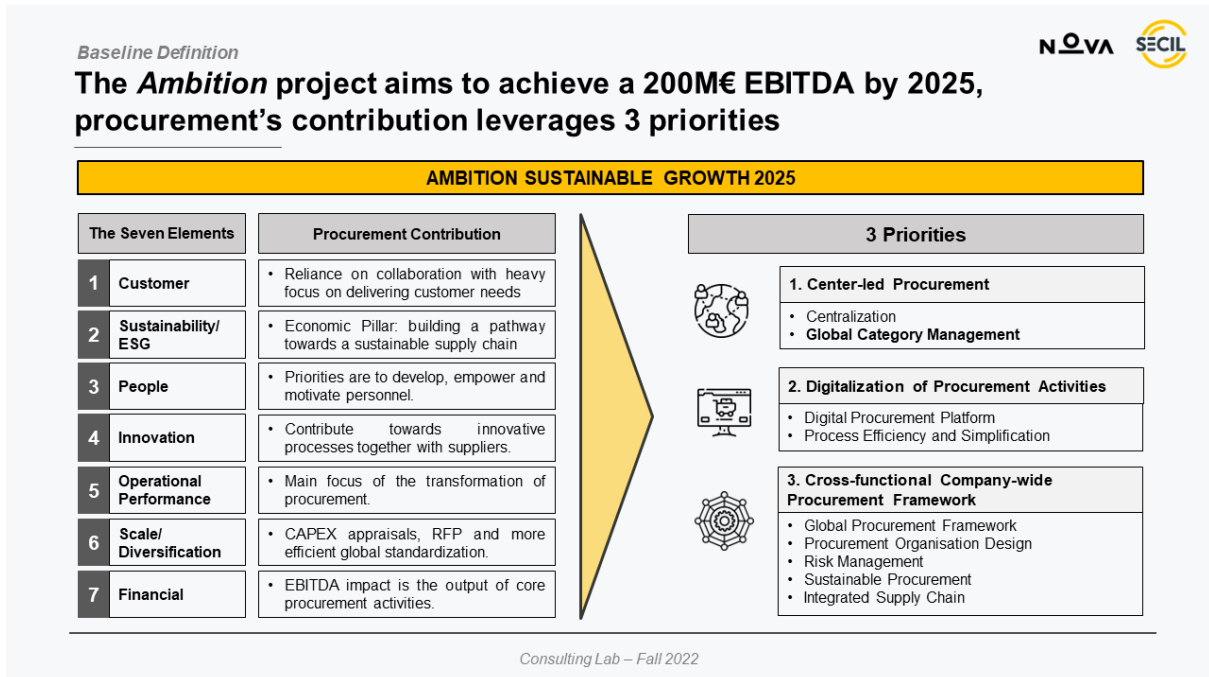 Baseline Definition
NOVA
SECIL
The Ambition project aims to achieve a 200M€ EBITDA by 2025,
procurement’s contribution leverages 3 priorities
AMBITION SUSTAINABLE GROWTH 2025
The Seven Elements
Procurement Contribution
1
Customer
• Reliance on collaboration with heavy
focus on delivering customer needs
2
Sustainability/
ESG
• Economic Pillar: building a pathway
towards a sustainable supply chain
3
People
• Priorities are to develop, empower and
motivate personnel.
4
Innovation
• Contribute towards innovative
processes together with suppliers.
5
Operational
Performance
• Main focus of the transformation of
procurement.
6
Scale/
Diversification
• CAPEX appraisals, RFP and more
efficient global standardization.
7
Financial
• EBITDA impact is the output of core
procurement activities.
3 Priorities
1. Center-led Procurement
• Centralization
• Global Category Management
2. Digitalization of Procurement Activities
• Digital Procurement Platform
• Process Efficiency and Simplification
3. Cross-functional Company-wide
Procurement Framework
• Global Procurement Framework
• Procurement Organisation Design
• Risk Management
• Sustainable Procurement
• Integrated Supply Chain
Consulting Lab – Fall 2022